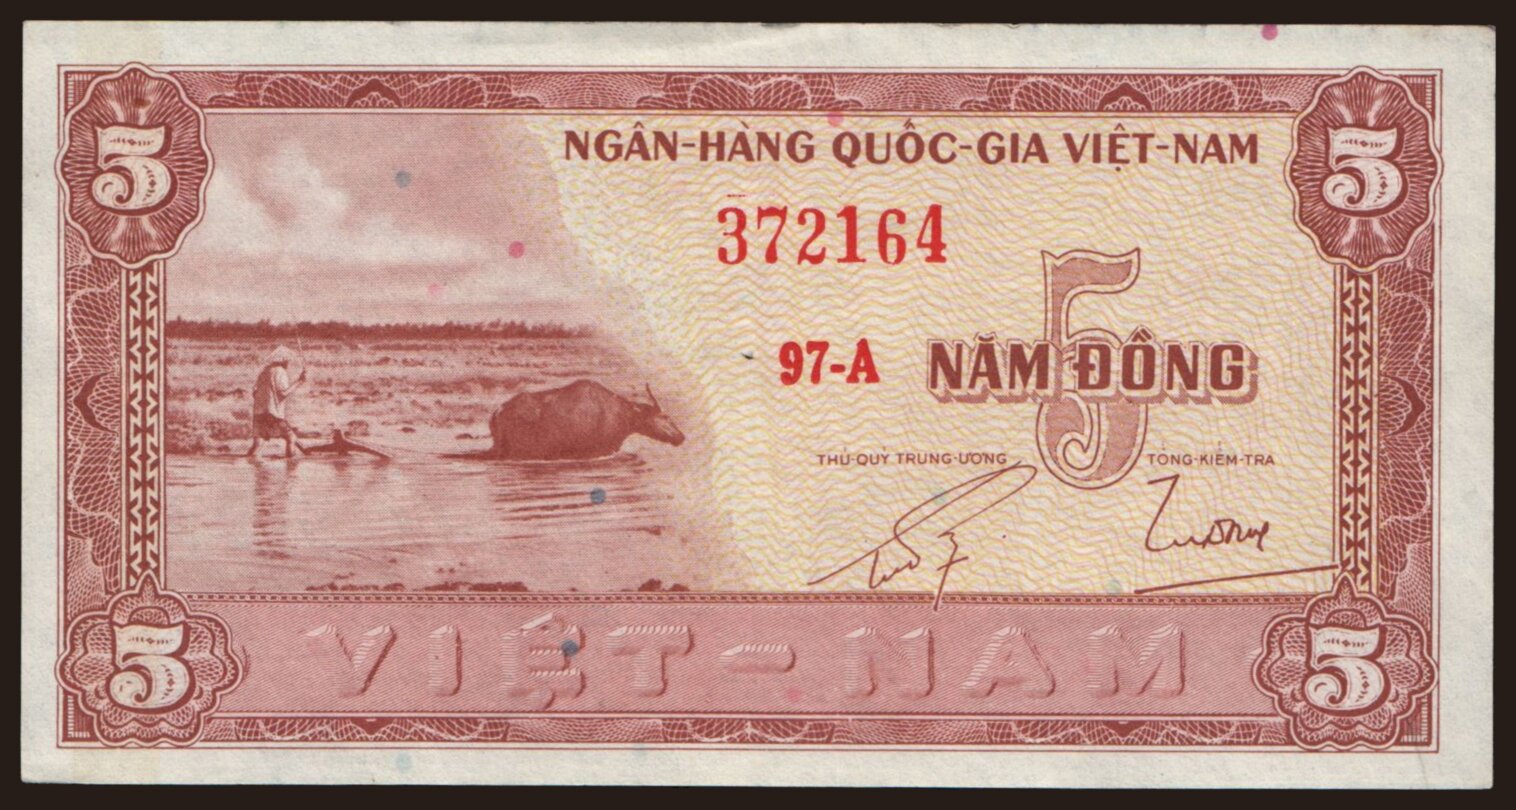 5
5
NGÂN-HÀNG QUỐC-GIA VIỆT-NAM
372164
97-A
5
NĂM ĐỒNG
THỦ-QUỸ TRUNG-ƯƠNG
TỔNG-KIỂM-TRA
VIỆT-NAM
5
5